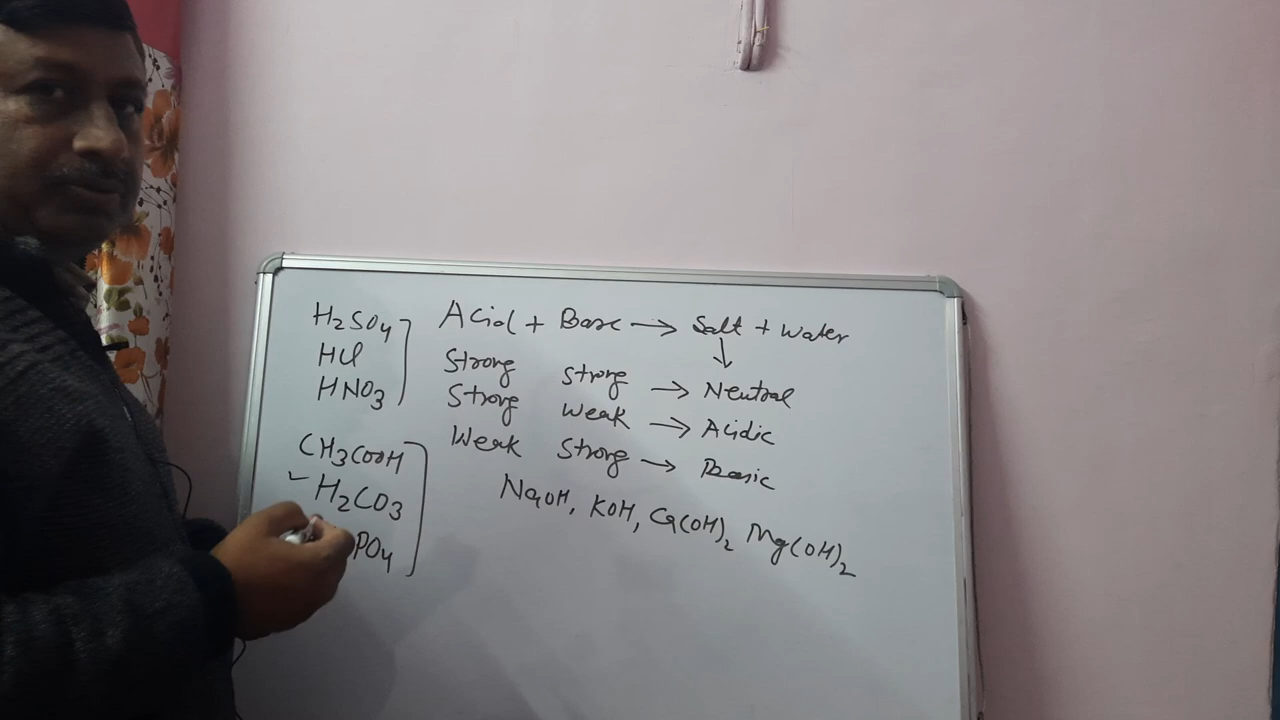 H2SO4
HCl
HNO3
CH3COOH
H2CO3
PO4
Acid + Base → Salt + Water
↓
Strong Strong → Neutral
Strong Weak → Acidic
Weak Strong → Basic
NaOH, KOH, Ca(OH)2 Mg(OH)2